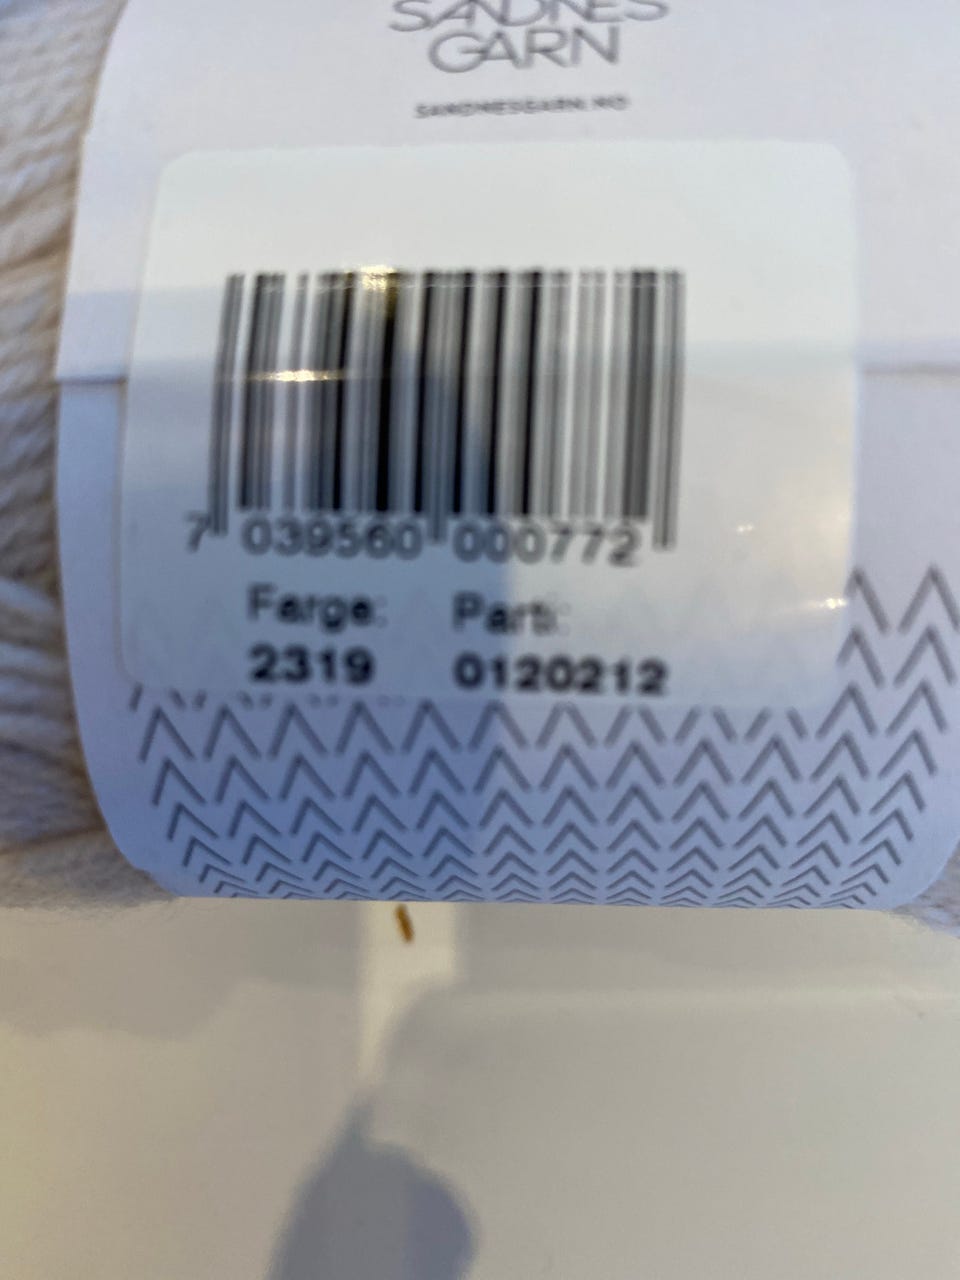 SANDNES
GARN
SANDNESGARN.NO
7 039560 000772
Farge: Parti:
2319 0120212